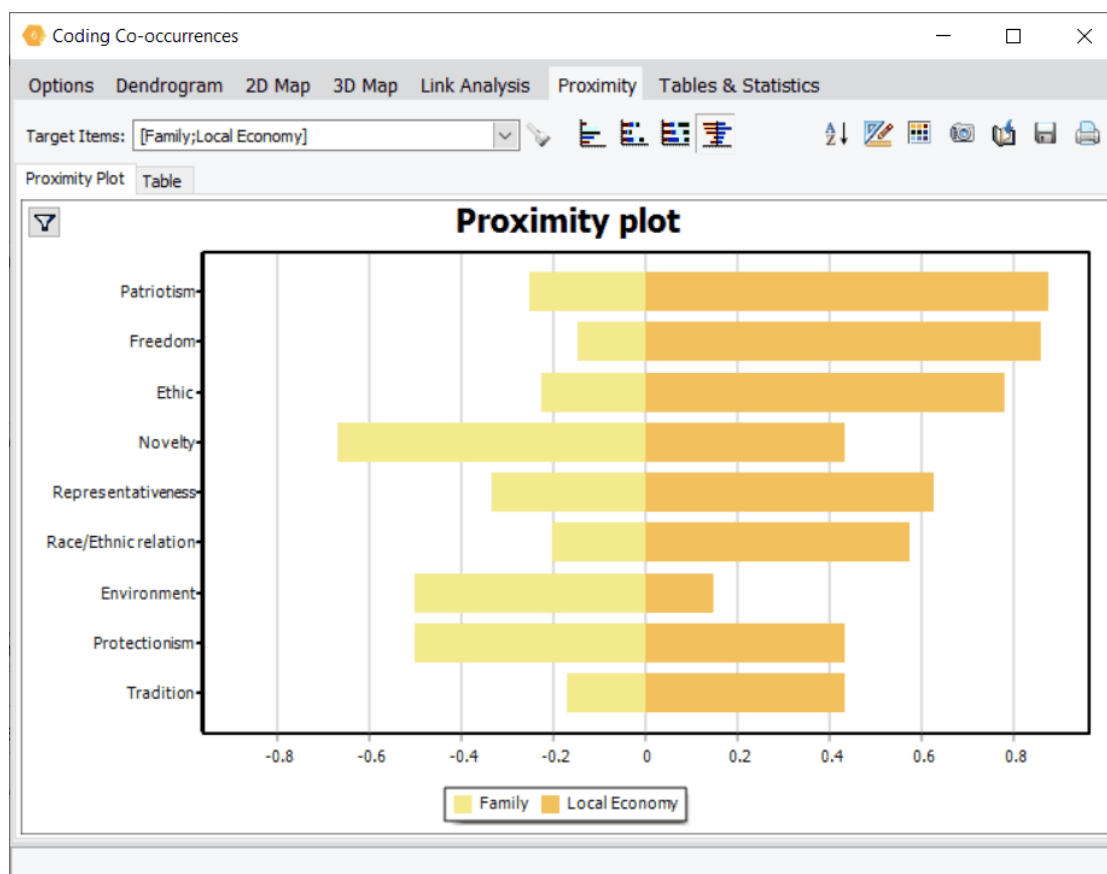 Coding Co-occurrences
Options Dendrogram 2D Map 3D Map Link Analysis Proximity Tables & Statistics
Target Items: [Family;Local Economy]
Proximity Plot Table
Proximity plot
Patriotism
Freedom
Ethic
Novelty
Representativeness
Race/Ethnic relation
Environment
Protectionism
Tradition
-0.8 -0.6 -0.4 -0.2 0 0.2 0.4 0.6 0.8
Family Local Economy